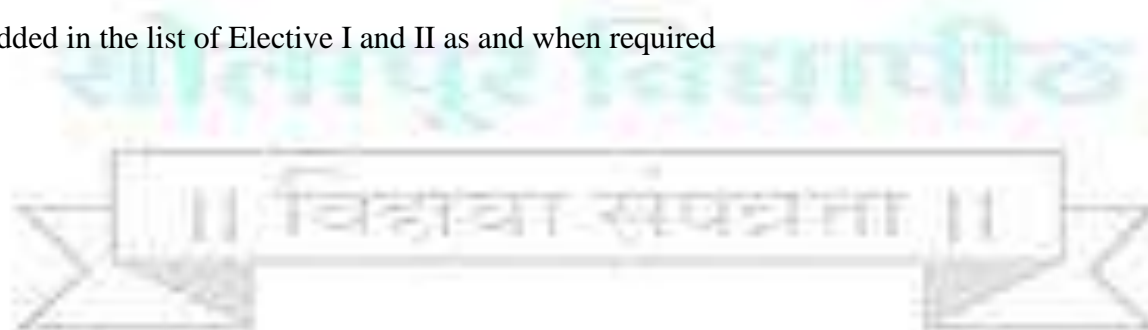 dded in the list of Elective I and II as and when required
सोलापूर विद्यापीठ
|| विद्यया संपन्नता ||